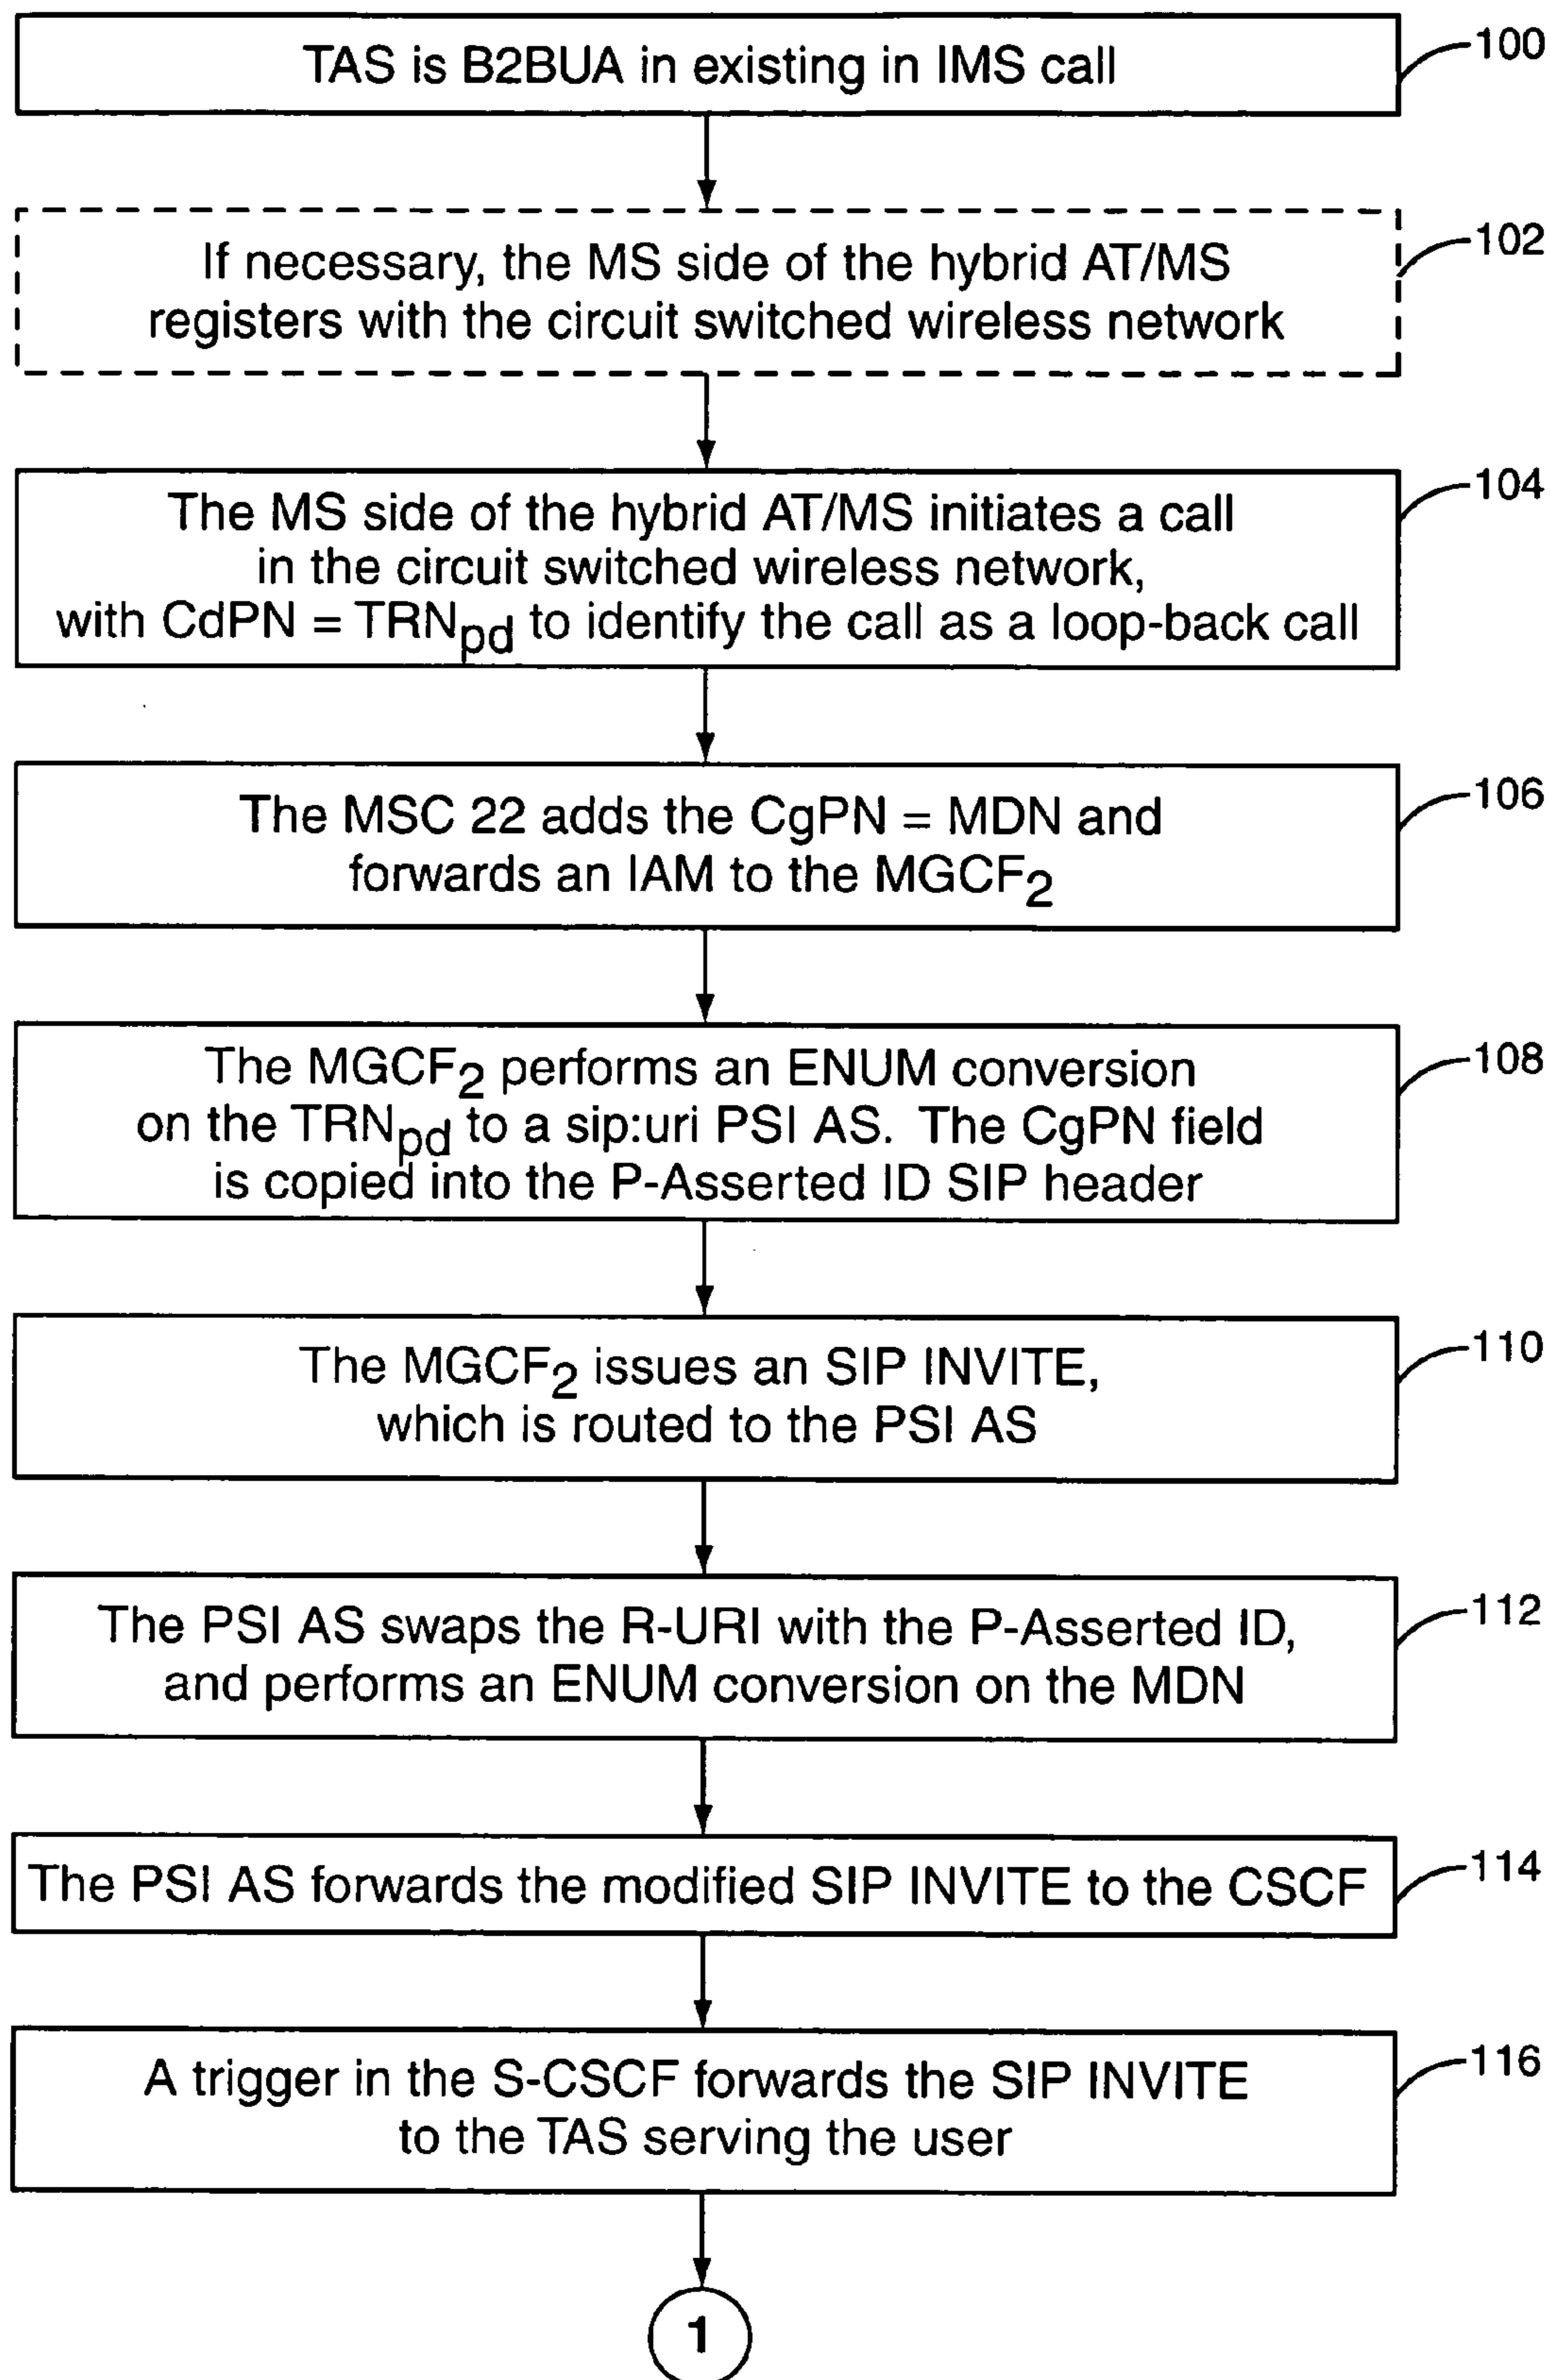 TAS is B2BUA in existing in IMS call
100
If necessary, the MS side of the hybrid AT/MS
registers with the circuit switched wireless network
102
The MS side of the hybrid AT/MS initiates a call
in the circuit switched wireless network,
with CdPN = TRNpd to identify the call as a loop-back call
104
The MSC 22 adds the CgPN = MDN and
forwards an IAM to the MGCF2
106
The MGCF2 performs an ENUM conversion
on the TRNpd to a sip:uri PSI AS. The CgPN field
is copied into the P-Asserted ID SIP header
108
The MGCF2 issues an SIP INVITE,
which is routed to the PSI AS
110
The PSI AS swaps the R-URI with the P-Asserted ID,
and performs an ENUM conversion on the MDN
112
The PSI AS forwards the modified SIP INVITE to the CSCF
114
A trigger in the S-CSCF forwards the SIP INVITE
to the TAS serving the user
116
1